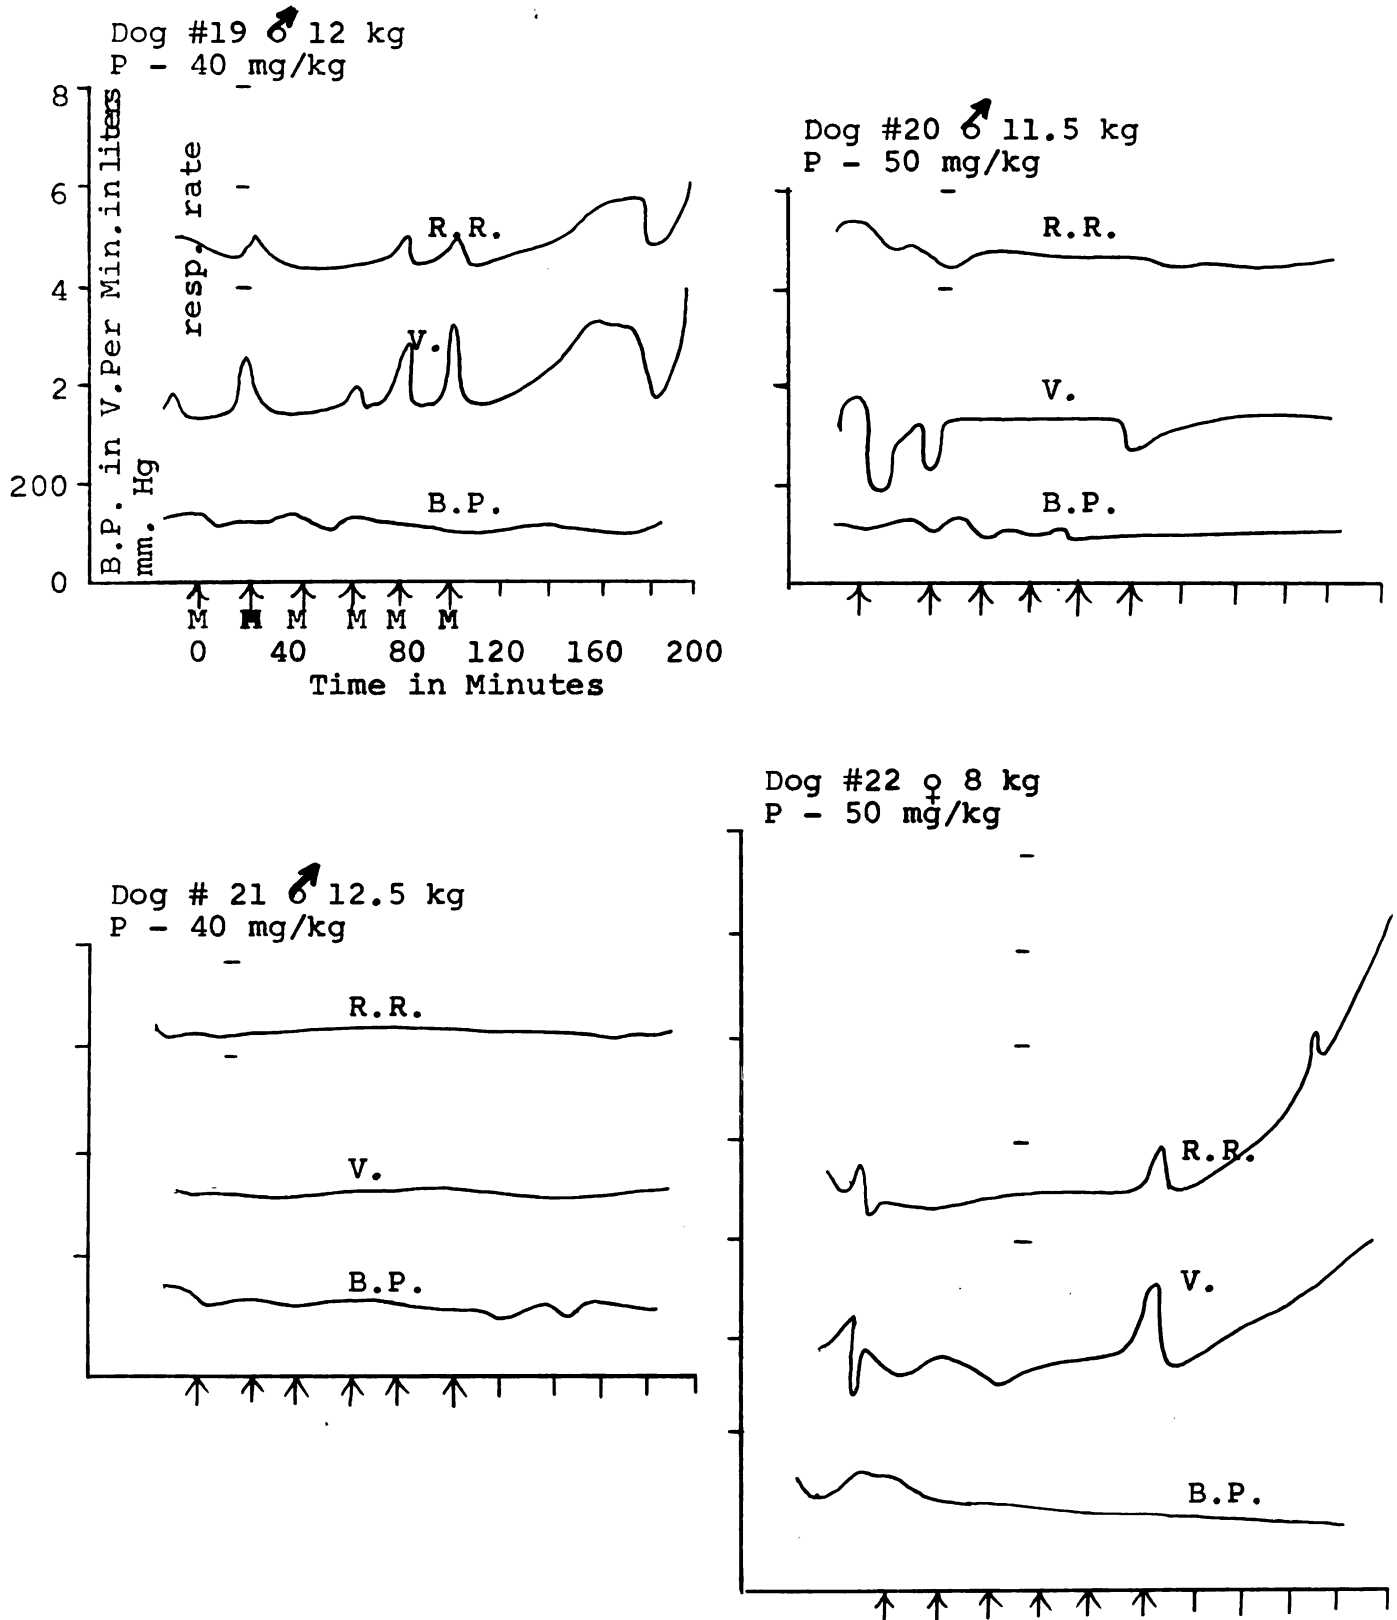 Dog #19 ♂ 12 kg
P - 40 mg/kg
8
6
4
2
200
0
B.P. in V.Per Min.in liters
mm. Hg
resp. rate
R.R.
V.
B.P.
M M M M M M
0 40 80 120 160 200
Time in Minutes
Dog #20 ♂ 11.5 kg
P - 50 mg/kg
R.R.
V.
B.P.
Dog # 21 ♂ 12.5 kg
P - 40 mg/kg
R.R.
V.
B.P.
Dog #22 ♀ 8 kg
P - 50 mg/kg
R.R.
V.
B.P.